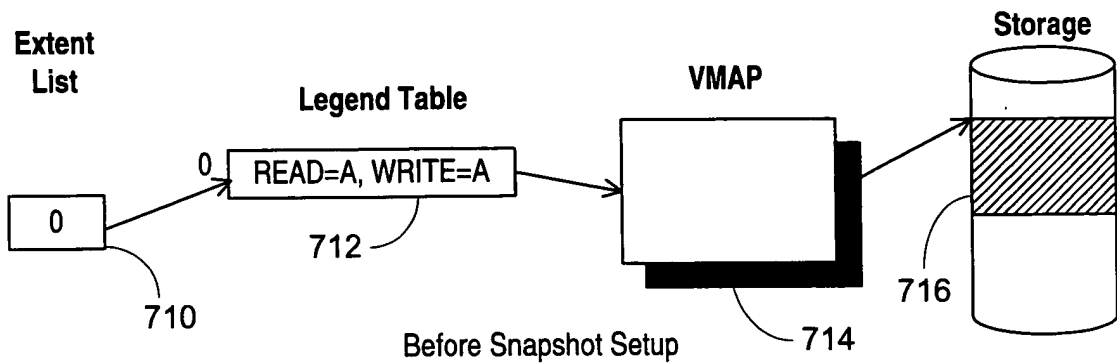 Storage
Extent
List
VMAP
Legend Table
0
READ=A, WRITE=A
0
712
716
710
714
Before Snapshot Setup